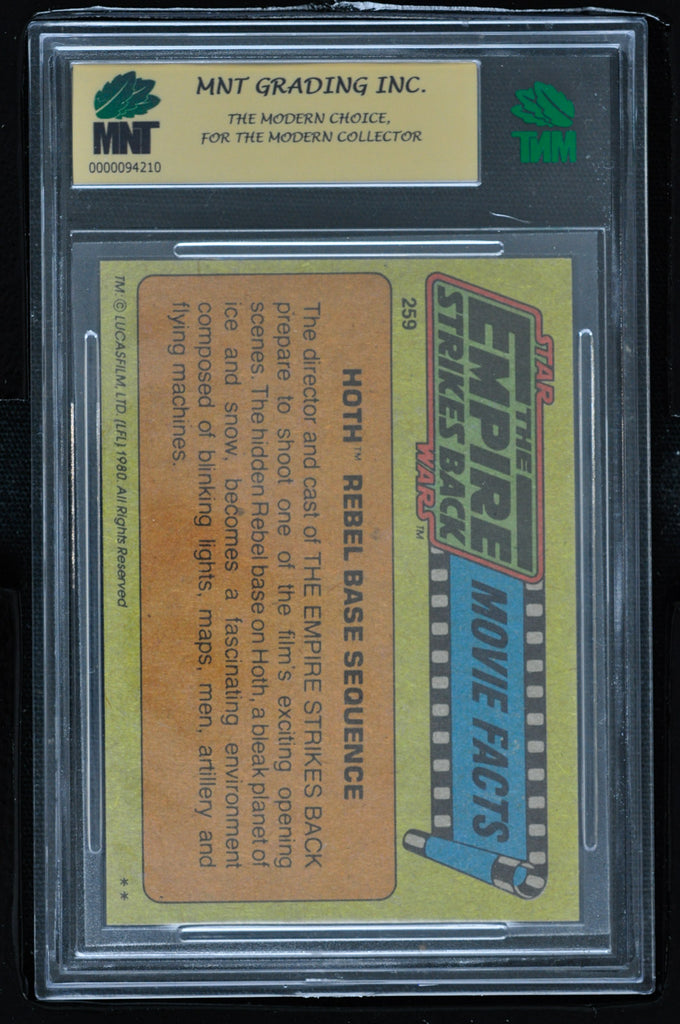 MNT GRADING INC.
THE MODERN CHOICE,
FOR THE MODERN COLLECTOR
MNT
0000094210
MNT
STAR
THE
EMPIRE
STRIKES BACK
WARS™
MOVIE FACTS
259
HOTH™ REBEL BASE SEQUENCE
The director and cast of THE EMPIRE STRIKES BACK
prepare to shoot one of the film's exciting opening
scenes. The hidden Rebel base on Hoth, a bleak planet of
ice and snow, becomes a fascinating environment
composed of blinking lights, maps, men, artillery and
flying machines.
TM: © LUCASFILM, LTD. (LFL) 1980. All Rights Reserved
**